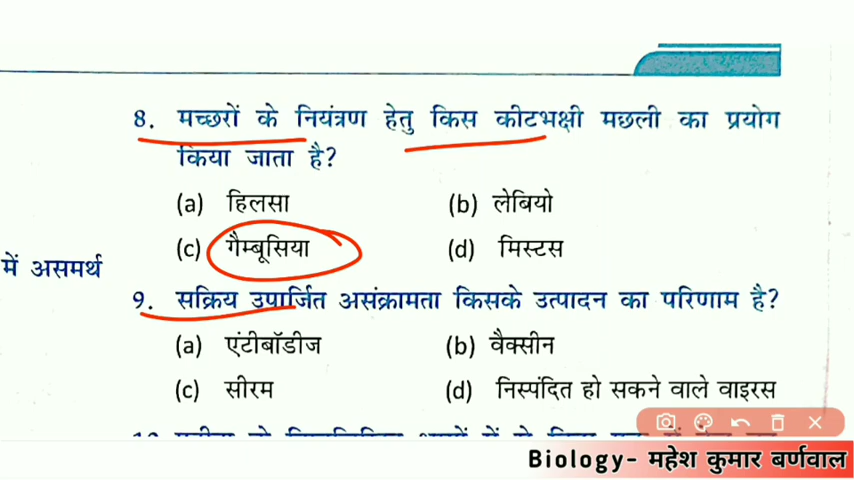 8. मच्छरों के नियंत्रण हेतु किस कीटभक्षी मछली का प्रयोग
किया जाता है?
(a) हिलसा (b) लेबियो
(c) गैम्बूसिया (d) मिस्टस
में असमर्थ
9. सक्रिय उपार्जित असंक्रामता किसके उत्पादन का परिणाम है?
(a) एंटीबॉडीज (b) वैक्सीन
(c) सीरम (d) निस्पंदित हो सकने वाले वाइरस
Biology- महेश कुमार बर्णवाल